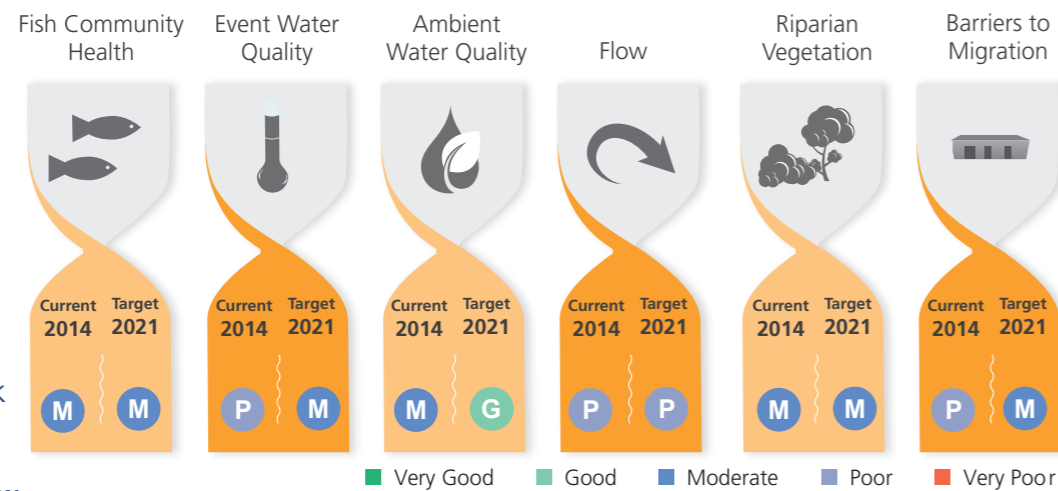 Fish Community
Health
Event Water
Quality
Ambient
Water Quality
Flow
Riparian
Vegetation
Barriers to
Migration
Current Target
2014 2021
M M
Current Target
2014 2021
P M
Current Target
2014 2021
M G
Current Target
2014 2021
P P
Current Target
2014 2021
M M
Current Target
2014 2021
P M
Very Good Good Moderate Poor Very Poor